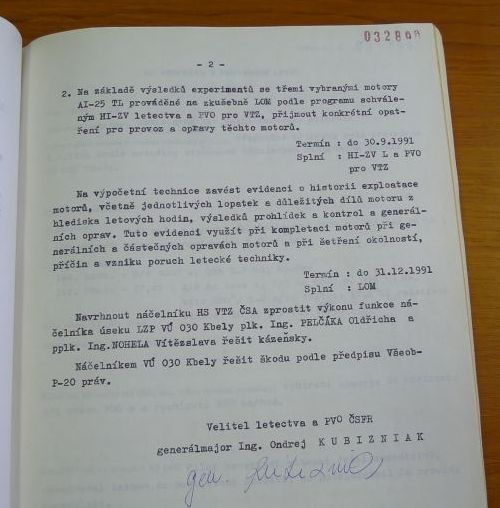 032868
- 2 -
2. Na základě výsledků experimentů se třemi vybranými motory
AI-25 TL prováděné na zkušebně LOM podle programu schvále-
ným HI-ZV letectva a PVO pro VTZ, přijmout konkrétní opat-
ření pro provoz a opravy těchto motorů.
Termín : do 30.9.1991
Splní : HI-ZV L a PVO
pro VTZ
Na výpočetní technice zavést evidenci o historii exploatace
motorů, včetně jednotlivých lopatek a důležitých dílů motoru z
hlediska letových hodin, výsledků prohlídek a kontrol a generál-
ních oprav. Tuto evidenci využít při kompletaci motorů při ge-
nerálních a částečných opravách motorů a při šetření okolností,
příčin a vzniku poruch letecké techniky.
Termín : do 31.12.1991
Splní : LOM
Navrhnout náčelníku HS VTZ ČSA zprostit výkonu funkce ná-
čelníka úseku LZP VÚ 030 Kbely plk. Ing. PELČÁKA Oldřicha a
pplk. Ing.NOHELA Vítězslava řešit kázeňsky.
Náčelníkem VÚ 030 Kbely řešit škodu podle předpisu Všeob-
P-20 práv.
Velitel letectva a PVO ČSFR
generálmajor Ing. Ondrej K U B I Z N I A K
gen. Kubizniak